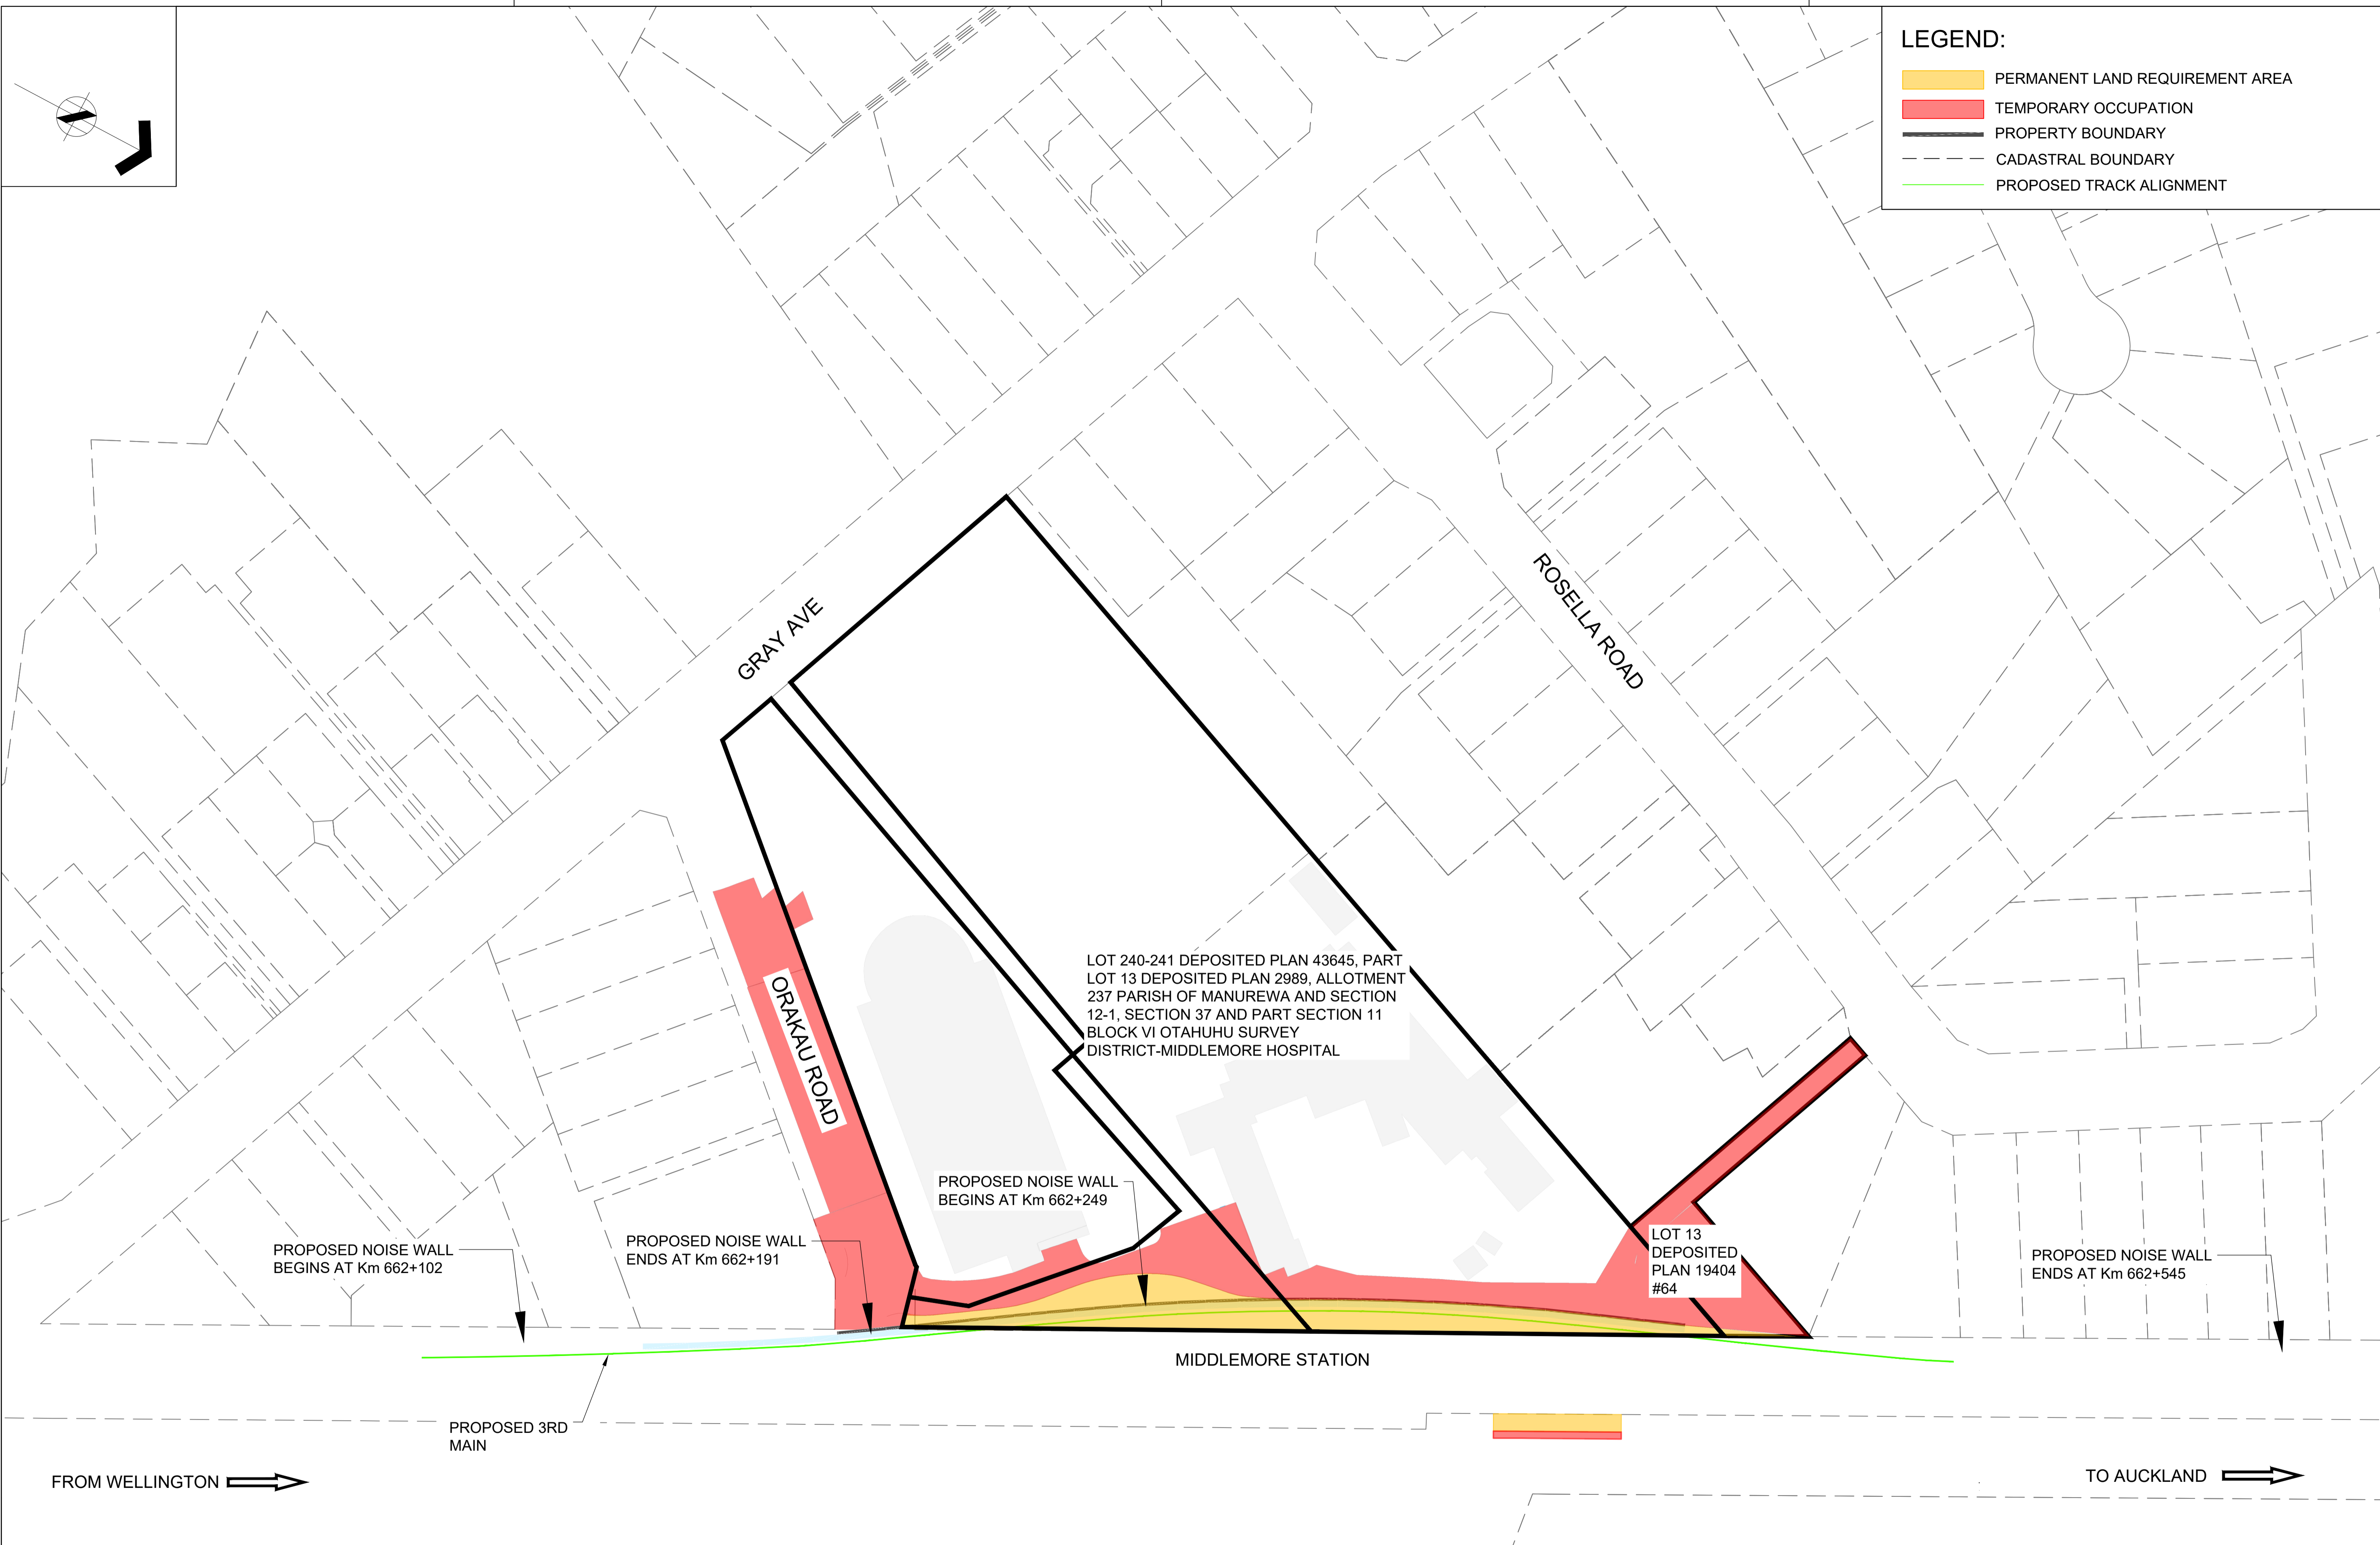 LEGEND:
PERMANENT LAND REQUIREMENT AREA
TEMPORARY OCCUPATION
PROPERTY BOUNDARY
CADASTRAL BOUNDARY
PROPOSED TRACK ALIGNMENT
GRAY AVE
ROSELLA ROAD
ORAKAU ROAD
LOT 240-241 DEPOSITED PLAN 43645, PART
LOT 13 DEPOSITED PLAN 2989, ALLOTMENT
237 PARISH OF MANUREWA AND SECTION
12-1, SECTION 37 AND PART SECTION 11
BLOCK VI OTAHUHU SURVEY
DISTRICT-MIDDLEMORE HOSPITAL
PROPOSED NOISE WALL
BEGINS AT Km 662+249
PROPOSED NOISE WALL
BEGINS AT Km 662+102
PROPOSED NOISE WALL
ENDS AT Km 662+191
LOT 13
DEPOSITED
PLAN 19404
#64
PROPOSED NOISE WALL
ENDS AT Km 662+545
MIDDLEMORE STATION
PROPOSED 3RD
MAIN
FROM WELLINGTON
TO AUCKLAND